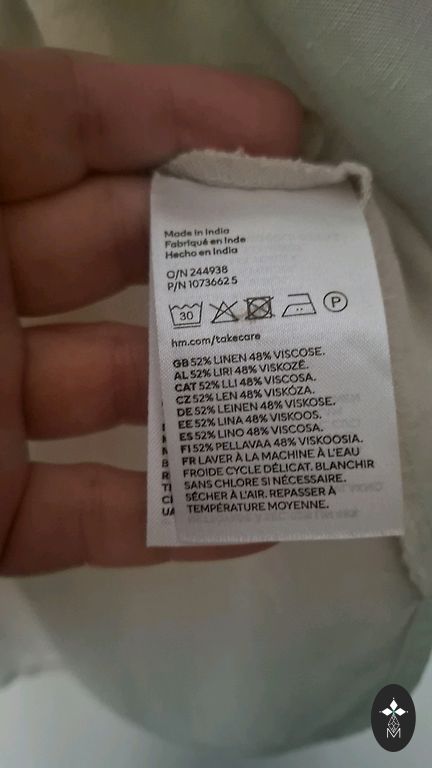 Made in India
Fabriqué en Inde
Hecho en India
O/N 244938
P/N 1073662 5
30
P
hm.com/takecare
GB 52% LINEN 48% VISCOSE.
AL 52% LIRI 48% VISKOZË.
CAT 52% LLI 48% VISCOSA.
CZ 52% LEN 48% VISKÓZA.
DE 52% LEINEN 48% VISKOSE.
EE 52% LINA 48% VISKOOS.
ES 52% LINO 48% VISCOSA.
FI 52% PELLAVAA 48% VISKOOSIA.
FR LAVER À LA MACHINE À L'EAU
FROIDE CYCLE DÉLICAT. BLANCHIR
SANS CHLORE SI NÉCESSAIRE.
SÉCHER À L'AIR. REPASSER À
TEMPÉRATURE MOYENNE.
UA
M